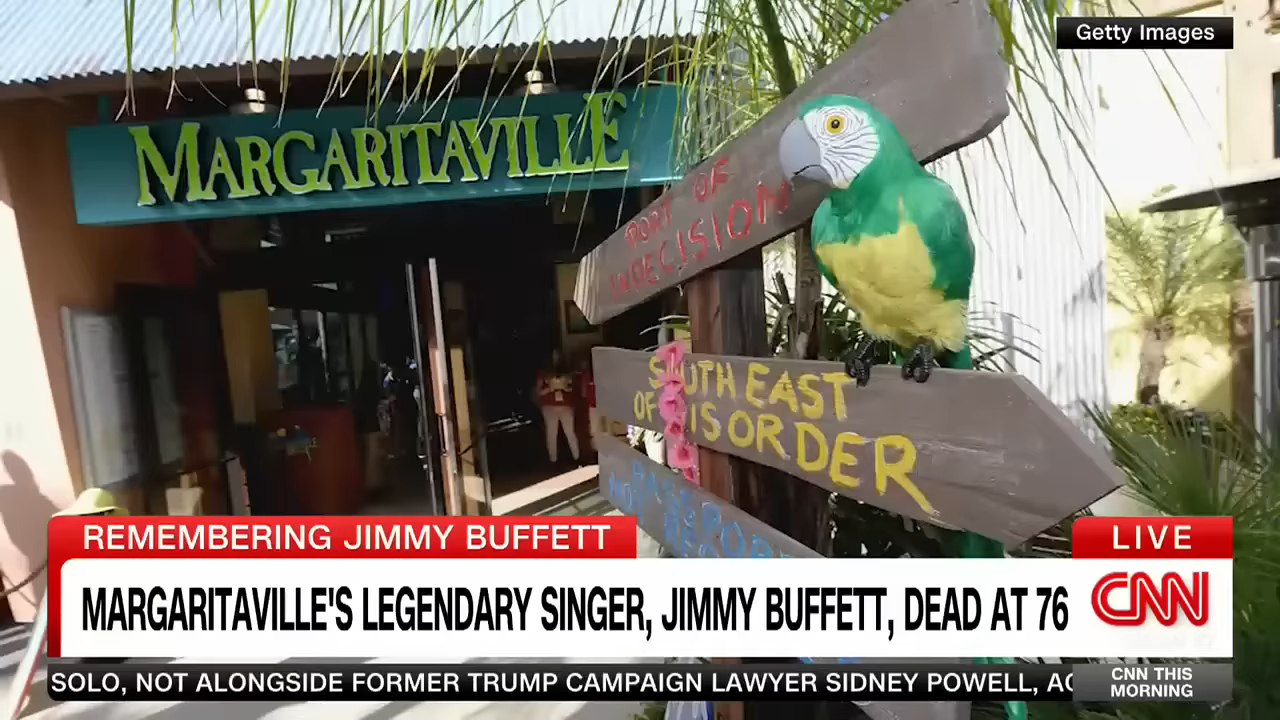 Getty Images
MARGARITAVILLE
PORT OF
INDECISION
SOUTH EAST
OF DISORDER
REMEMBERING JIMMY BUFFETT
LIVE
MARGARITAVILLE'S LEGENDARY SINGER, JIMMY BUFFETT, DEAD AT 76
CNN
SOLO, NOT ALONGSIDE FORMER TRUMP CAMPAIGN LAWYER SIDNEY POWELL,
CNN THIS
MORNING